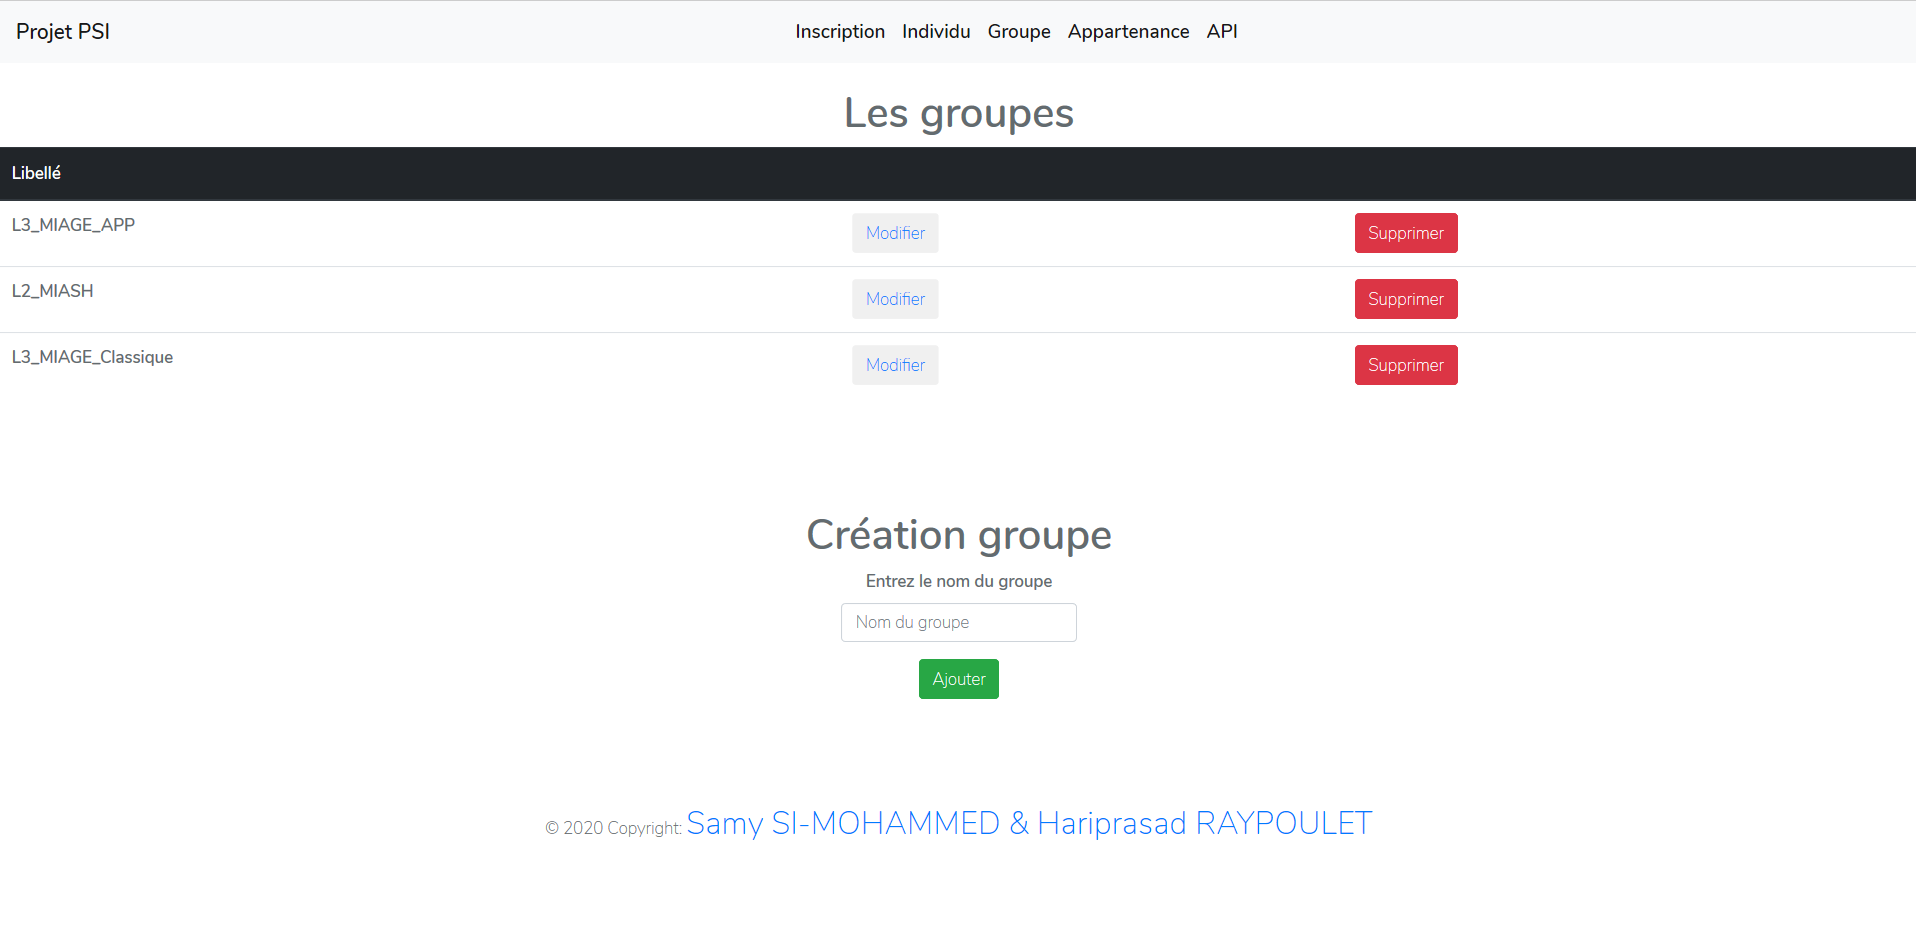 Projet PSI Inscription Individu Groupe Appartenance API
Les groupes
Libellé
L3_MIAGE_APP Modifier Supprimer
L2_MIASH Modifier Supprimer
L3_MIAGE_Classique Modifier Supprimer
Création groupe
Entrez le nom du groupe
Nom du groupe
Ajouter
© 2020 Copyright: Samy SI-MOHAMMED & Hariprasad RAYPOULET